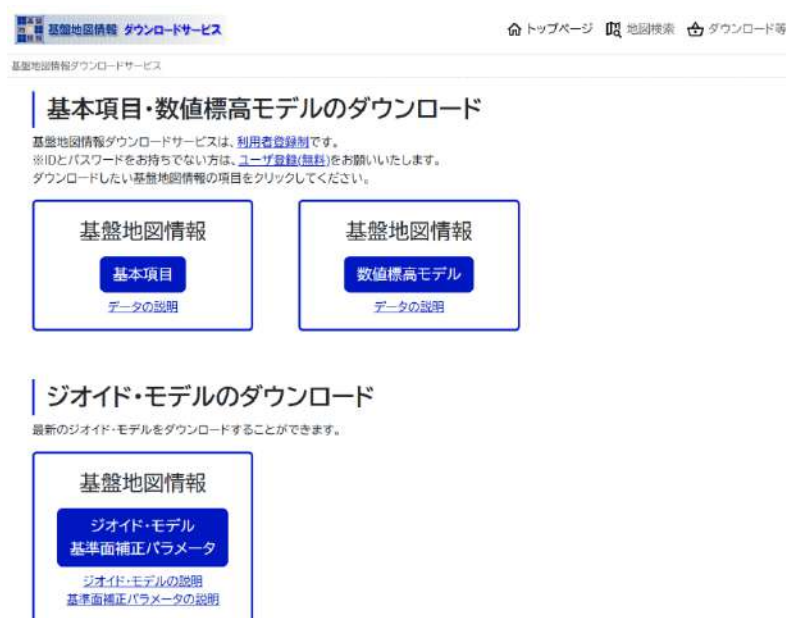 基盤地図情報 ダウンロードサービス
トップページ 地図検索 ダウンロード等
基盤地図情報ダウンロードサービス
基本項目・数値標高モデルのダウンロード
基盤地図情報ダウンロードサービスは、利用者登録制です。
※IDとパスワードをお持ちでない方は、ユーザ登録(無料)をお願いいたします。
ダウンロードしたい基盤地図情報の項目をクリックしてください。
基盤地図情報 基盤地図情報
基本項目 数値標高モデル
データの説明 データの説明
ジオイド・モデルのダウンロード
最新のジオイド・モデルをダウンロードすることができます。
基盤地図情報
ジオイド・モデル
基準面補正パラメータ
ジオイド・モデルの説明
基準面補正パラメータの説明